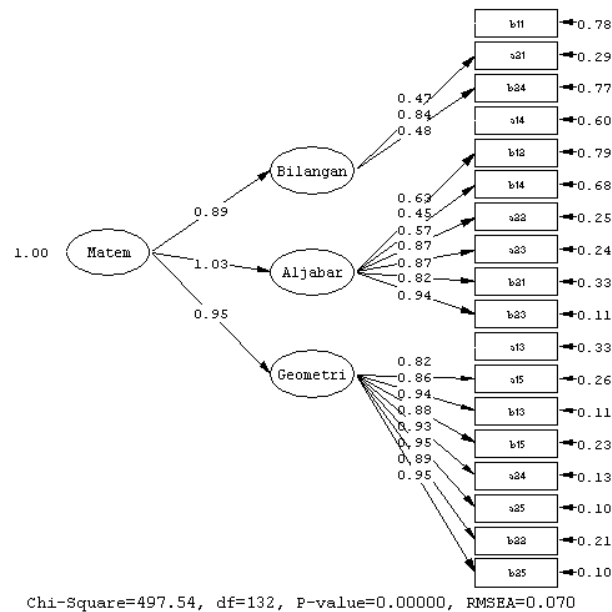 b11 0.78
a21 0.29
0.47
b24 0.77
0.84
0.48
a14 0.60
b12 0.79
Bilangan
b14 0.68
0.63
0.89
0.45
a22 0.25
0.57
1.00 Matem
0.87
a23 0.24
1.03 Aljabar
0.87
0.82
b21 0.33
0.94
b23 0.11
0.95
a13 0.33
0.82
Geometri
0.86
a15 0.26
0.94
b13 0.11
0.88
0.93
b15 0.23
0.95
0.89
a24 0.13
0.95
a25 0.10
b22 0.21
b25 0.10
Chi-Square=497.54, df=132, P-value=0.00000, RMSEA=0.070